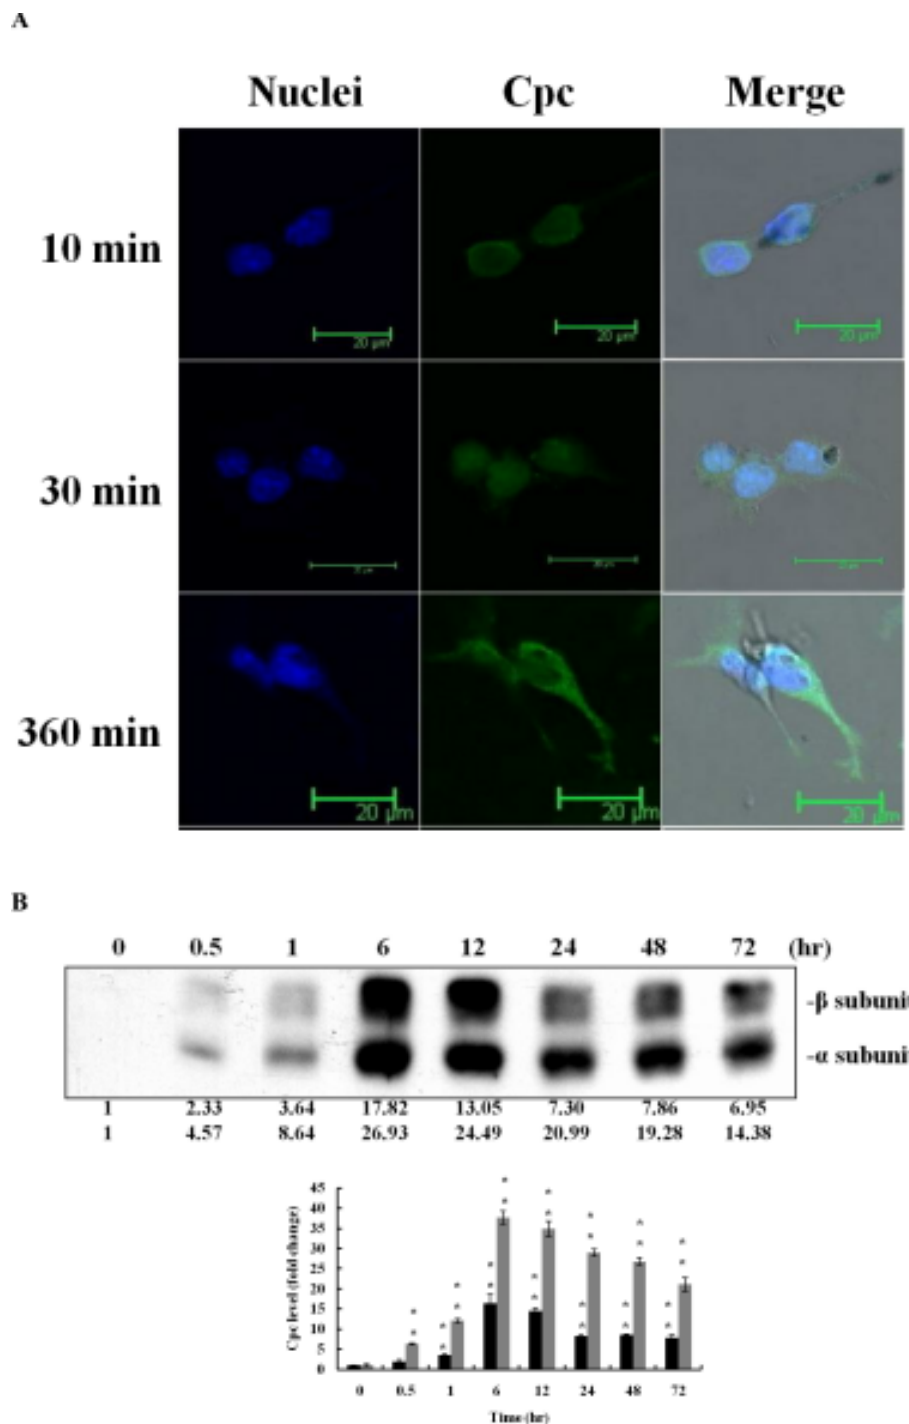 A
Nuclei Cpc Merge
10 min
20 µm 20 µm 20 µm
30 min
360 min
20 µm 20 µm 20 µm
B
0 0.5 1 6 12 24 48 72 (hr)
-β subuni
-α subuni
1 2.33 3.64 17.82 13.05 7.30 7.86 6.95
1 4.57 8.64 26.93 24.49 20.99 19.28 14.38
Cpc level (fold change)
45
40
35
30
25
20
15
10
5
0
* * * * * * * * * * * * * * * * * * * * * * * * * *
0 0.5 1 6 12 24 48 72
Time (hr)